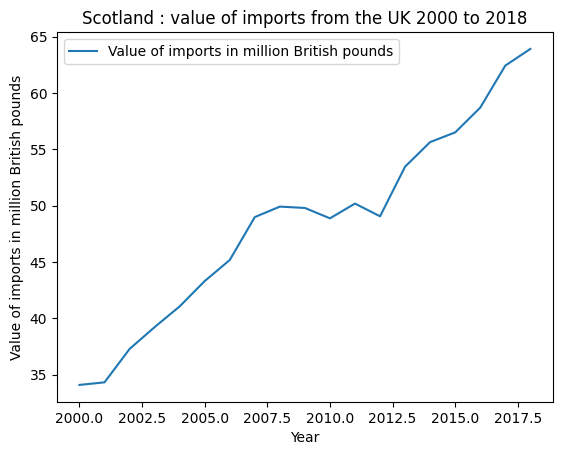 Scotland : value of imports from the UK 2000 to 2018
Value of imports in million British pounds
Value of imports in million British pounds
65
60
55
50
45
40
35
2000.0 2002.5 2005.0 2007.5 2010.0 2012.5 2015.0 2017.5
Year